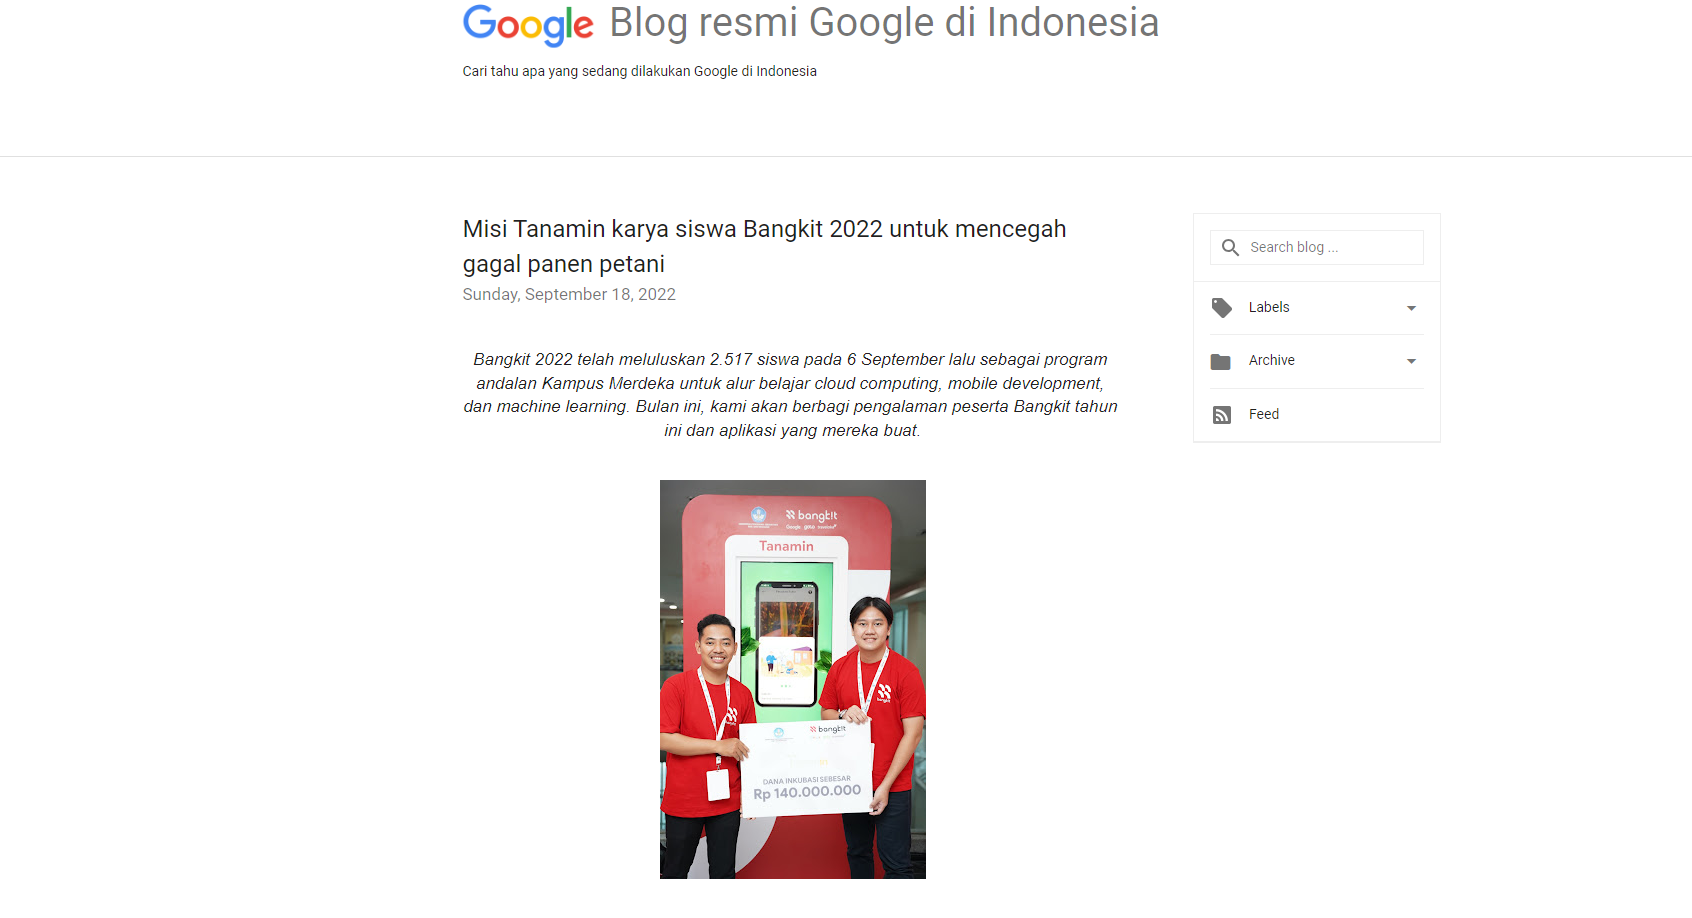 Google Blog resmi Google di Indonesia
Cari tahu apa yang sedang dilakukan Google di Indonesia
Misi Tanamin karya siswa Bangkit 2022 untuk mencegah
gagal panen petani
Sunday, September 18, 2022
Bangkit 2022 telah meluluskan 2.517 siswa pada 6 September lalu sebagai program
andalan Kampus Merdeka untuk alur belajar cloud computing, mobile development,
dan machine learning. Bulan ini, kami akan berbagi pengalaman peserta Bangkit tahun
ini dan aplikasi yang mereka buat.
bangkit
Google goto
Tanamin
bangkit
bangkit
DANA INKUBASI SEBESAR
Rp 140.000.000
Search blog ...
Labels
Archive
Feed